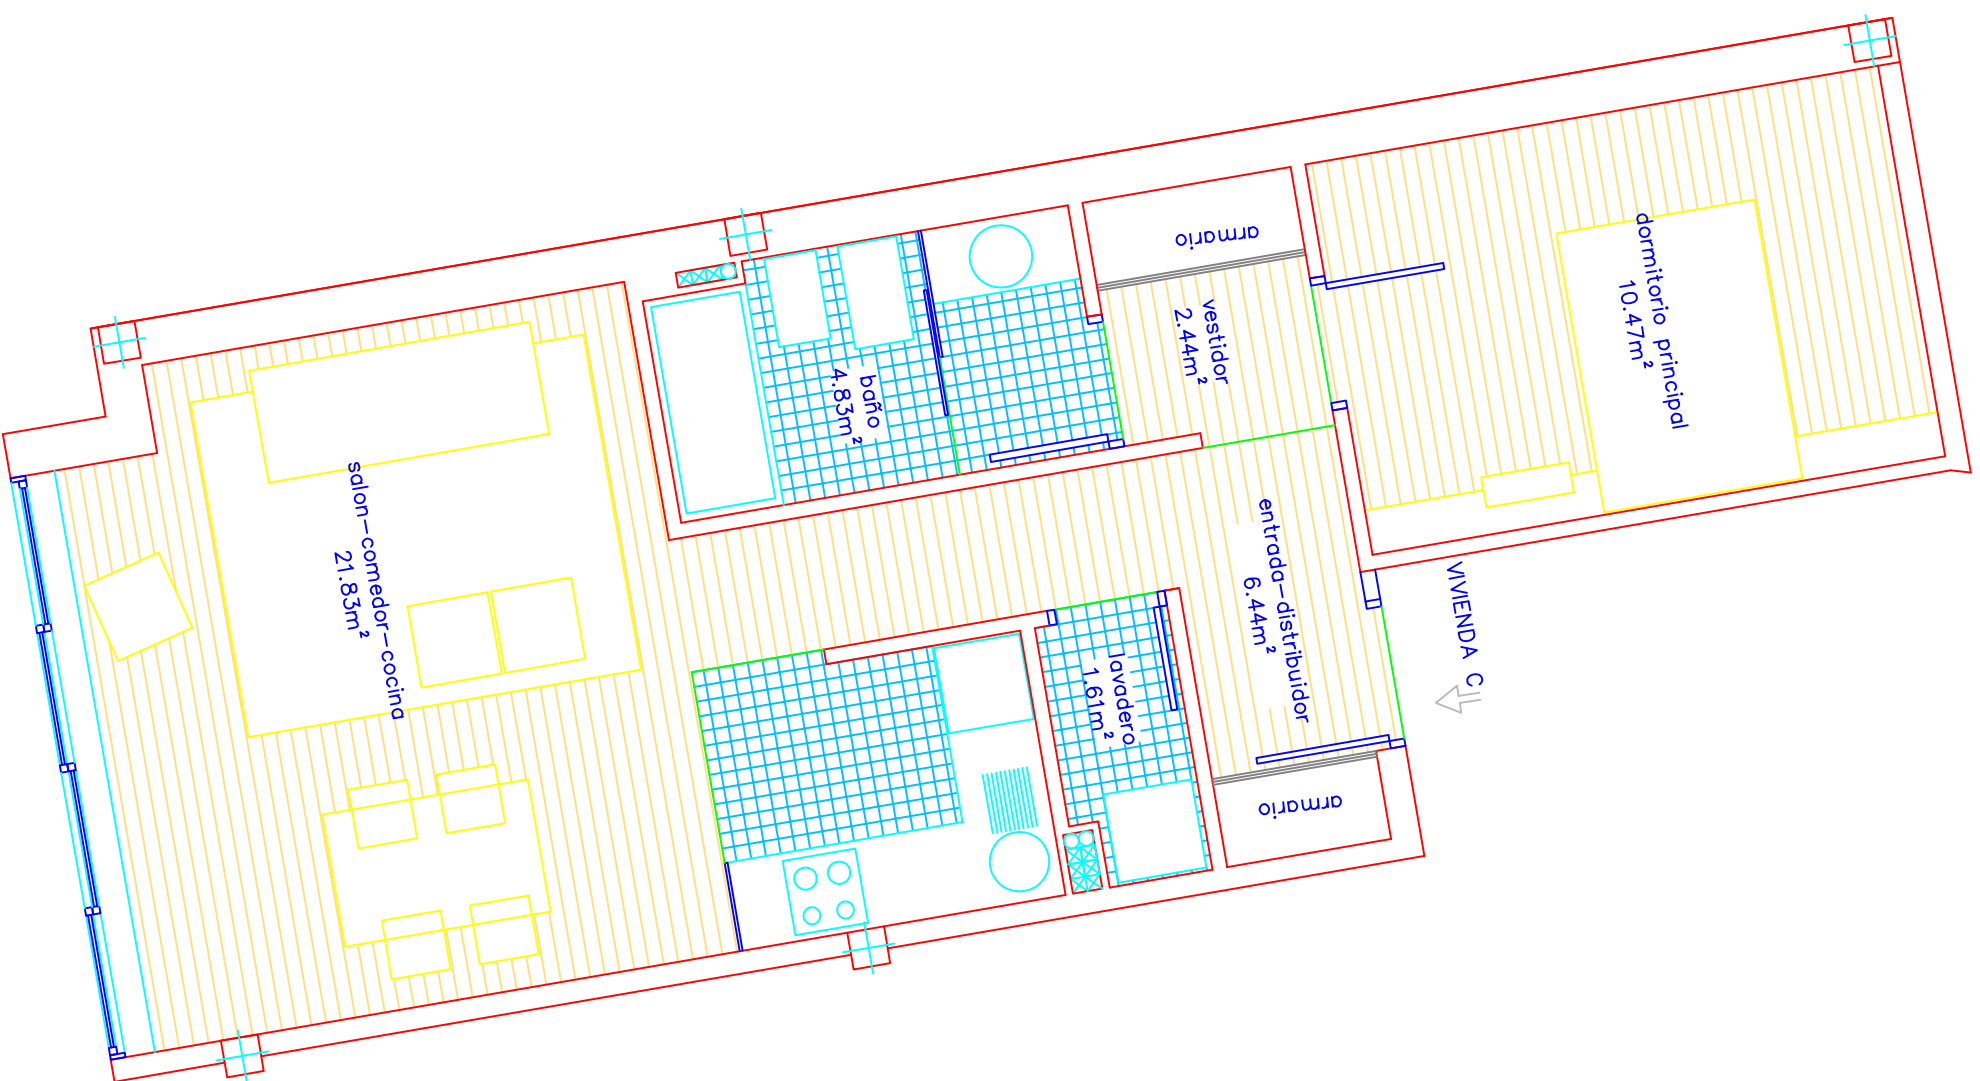 armario
dormitorio principal
10.47m²
vestidor
2.44m²
baño
4.83m²
salon-comedor-cocina
21.83m²
entrada-distribuidor
6.44m²
VIVIENDA C
lavadero
1.61m²
armario